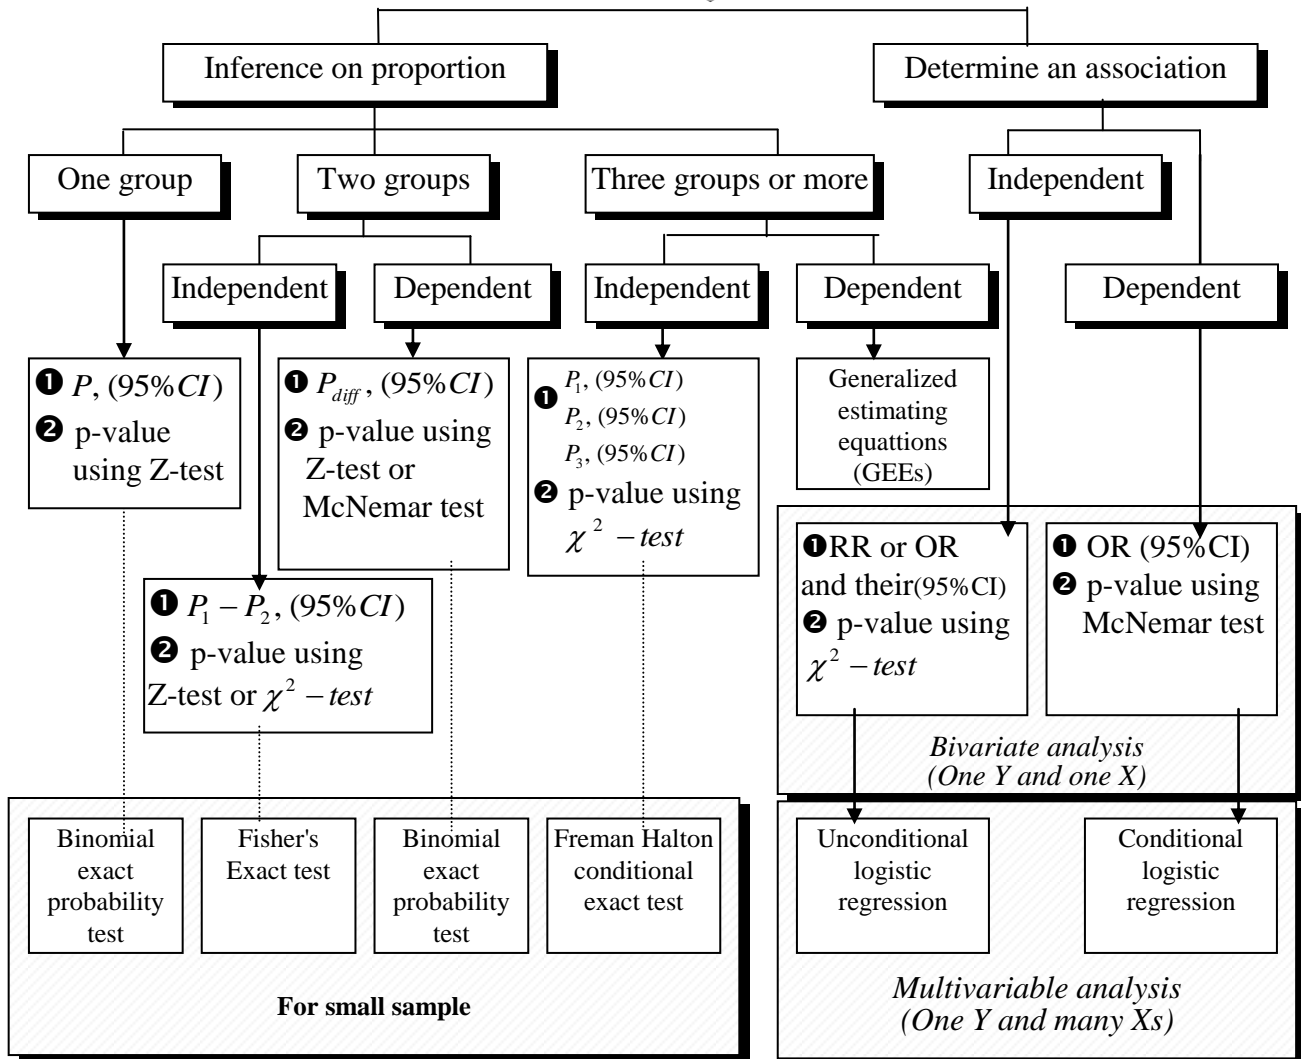 Inference on proportion
Determine an association
One group
Two groups
Three groups or more
Independent
Independent
Dependent
Independent
Dependent
Dependent
❶ P, (95%CI)
❷ p-value
using Z-test
❶ P_diff, (95%CI)
❷ p-value using
Z-test or
McNemar test
❶ P₁, (95%CI)
P₂, (95%CI)
P₃, (95%CI)
❷ p-value using
χ² – test
Generalized
estimating
equattions
(GEEs)
❶ P₁ – P₂, (95%CI)
❷ p-value using
Z-test or χ² – test
❶RR or OR
and their(95%CI)
❷ p-value using
χ² – test
❶ OR (95%CI)
❷ p-value using
McNemar test
Bivariate analysis
(One Y and one X)
Binomial
exact
probability
test
Fisher's
Exact test
Binomial
exact
probability
test
Freman Halton
conditional
exact test
For small sample
Unconditional
logistic
regression
Conditional
logistic
regression
Multivariable analysis
(One Y and many Xs)